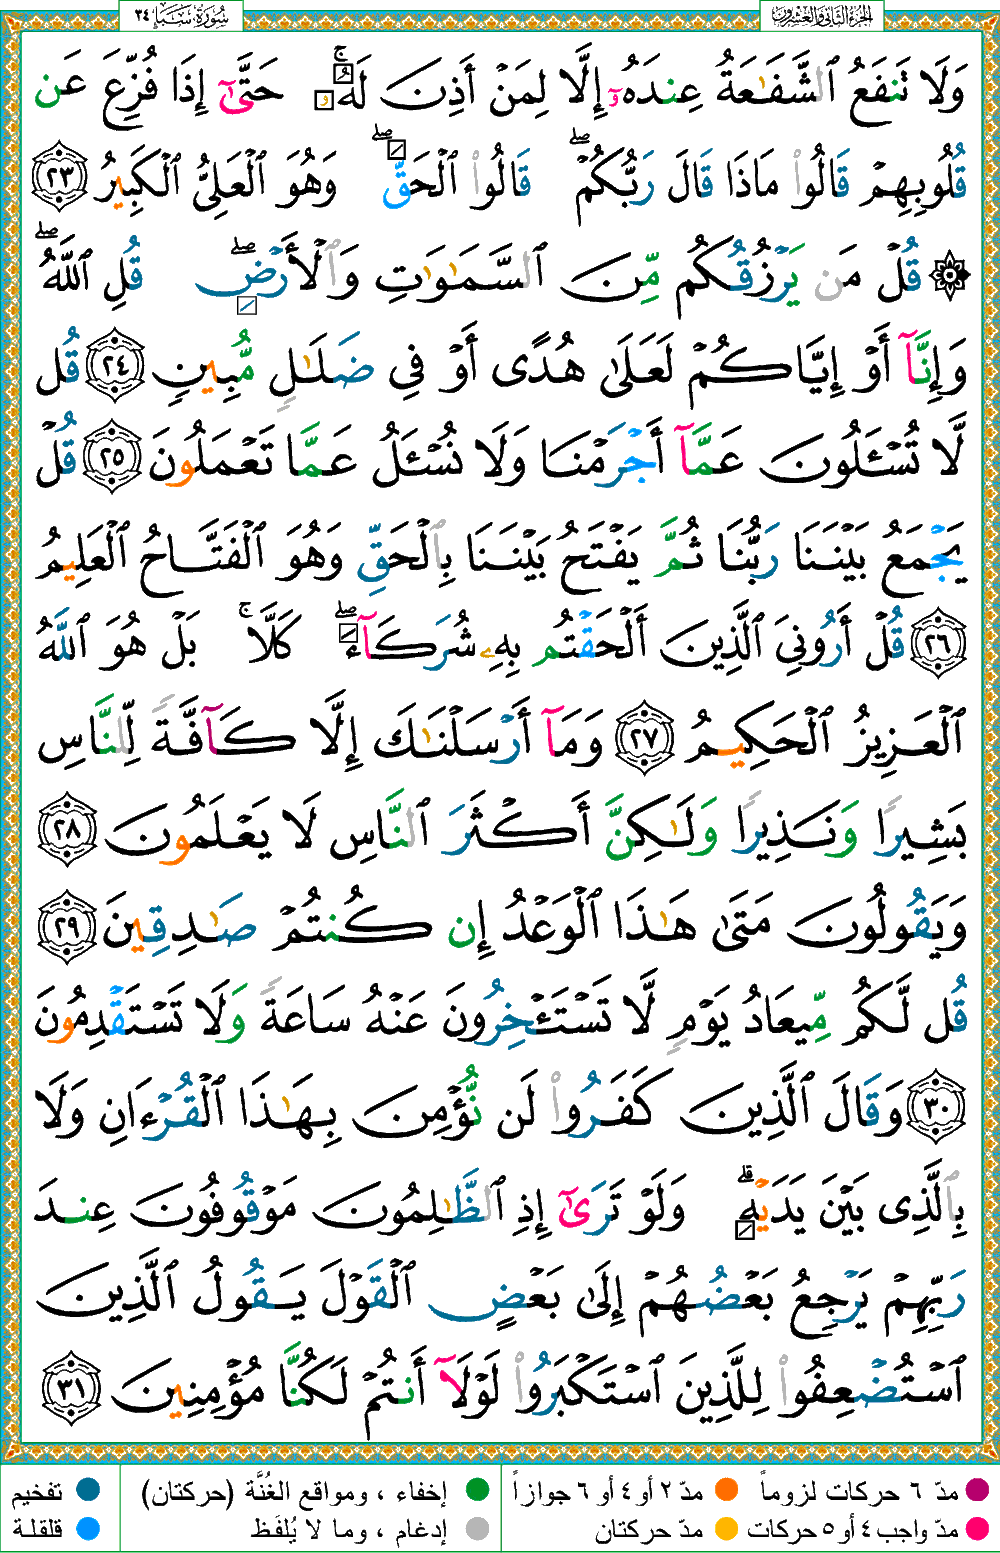 الجزء الثاني والعشرون
سورة سبإ ٣٤
وَلَا تَنفَعُ ٱلشَّفَـٰعَةُ عِندَهُۥٓ إِلَّا لِمَنْ أَذِنَ لَهُۥ ۚ حَتَّىٰٓ إِذَا فُزِّعَ عَن
قُلُوبِهِمْ قَالُوا۟ مَاذَا قَالَ رَبُّكُمْ ۖ قَالُوا۟ ٱلْحَقَّ ۖ وَهُوَ ٱلْعَلِىُّ ٱلْكَبِيرُ ٢٣
۞ قُلْ مَن يَرْزُقُكُم مِّنَ ٱلسَّمَـٰوَٰتِ وَٱلْأَرْضِ ۖ قُلِ ٱللَّهُ ۖ
وَإِنَّآ أَوْ إِيَّاكُمْ لَعَلَىٰ هُدًى أَوْ فِى ضَلَـٰلٍ مُّبِينٍ ٢٤ قُل
لَّا تُسْـَٔلُونَ عَمَّآ أَجْرَمْنَا وَلَا نُسْـَٔلُ عَمَّا تَعْمَلُونَ ٢٥ قُلْ
يَجْمَعُ بَيْنَنَا رَبُّنَا ثُمَّ يَفْتَحُ بَيْنَنَا بِٱلْحَقِّ وَهُوَ ٱلْفَتَّاحُ ٱلْعَلِيمُ
٢٦ قُلْ أَرُونِىَ ٱلَّذِينَ أَلْحَقْتُم بِهِۦ شُرَكَآءَ ۖ كَلَّا ۚ بَلْ هُوَ ٱللَّهُ
ٱلْعَزِيزُ ٱلْحَكِيمُ ٢٧ وَمَآ أَرْسَلْنَـٰكَ إِلَّا كَآفَّةً لِّلنَّاسِ
بَشِيرًا وَنَذِيرًا وَلَـٰكِنَّ أَكْثَرَ ٱلنَّاسِ لَا يَعْلَمُونَ ٢٨
وَيَقُولُونَ مَتَىٰ هَـٰذَا ٱلْوَعْدُ إِن كُنتُمْ صَـٰدِقِينَ ٢٩
قُل لَّكُم مِّيعَادُ يَوْمٍ لَّا تَسْتَـْٔخِرُونَ عَنْهُ سَاعَةً وَلَا تَسْتَقْدِمُونَ
٣٠ وَقَالَ ٱلَّذِينَ كَفَرُوا۟ لَن نُّؤْمِنَ بِهَـٰذَا ٱلْقُرْءَانِ وَلَا
بِٱلَّذِى بَيْنَ يَدَيْهِ ۗ وَلَوْ تَرَىٰٓ إِذِ ٱلظَّـٰلِمُونَ مَوْقُوفُونَ عِندَ
رَبِّهِمْ يَرْجِعُ بَعْضُهُمْ إِلَىٰ بَعْضٍ ٱلْقَوْلَ يَقُولُ ٱلَّذِينَ
ٱسْتُضْعِفُوا۟ لِلَّذِينَ ٱسْتَكْبَرُوا۟ لَوْلَآ أَنتُمْ لَكُنَّا مُؤْمِنِينَ ٣١
مدّ ٦ حركات لزوماً مدّ ٢ أو ٤ أو ٦ جوازاً إخفاء ، ومواقع الغُنَّة (حركتان) تفخيم
مدّ واجب ٤ أو ٥ حركات مدّ حركتان إدغام ، وما لا يُلفَظ قلقلة